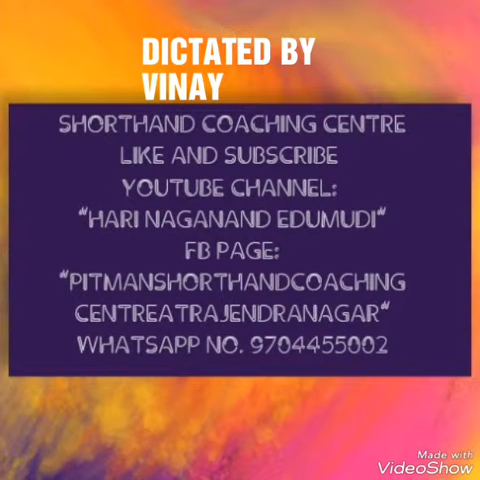 DICTATED BY
VINAY
SHORTHAND COACHING CENTRE
LIKE AND SUBSCRIBE
YOUTUBE CHANNEL:
"HARI NAGANAND EDUMUDI"
FB PAGE:
"PITMANSHORTHANDCOACHING
CENTREATRAJENDRANAGAR"
WHATSAPP NO. 9704455002
Made with
VideoShow